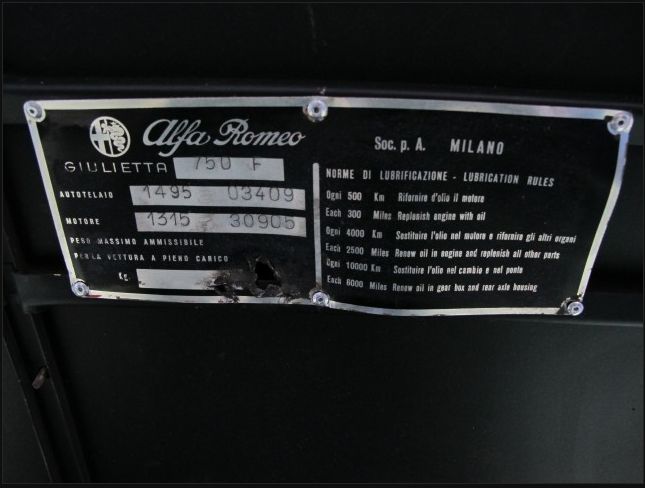 Alfa Romeo
GIULIETTA 750 F
AUTOTELAIO 1495 03409
MOTORE 1315 30905
PESO MASSIMO AMMISSIBILE
PER LA VETTURA A PIENO CARICO
Kg.
Soc. p. A. MILANO
NORME DI LUBRIFICAZIONE - LUBRICATION RULES
Ogni 500 Km Rifornire d'olio il motore
Each 300 Miles Replenish engine with oil
Ogni 4000 Km Sostituire l'olio nel motore e rifornire gli altri organi
Each 2500 Miles Renew oil in engine and replenish all other parts
Ogni 10000 Km Sostituire l'olio nel cambio e nel ponte
Each 6000 Miles Renew oil in gear box and rear axle housing